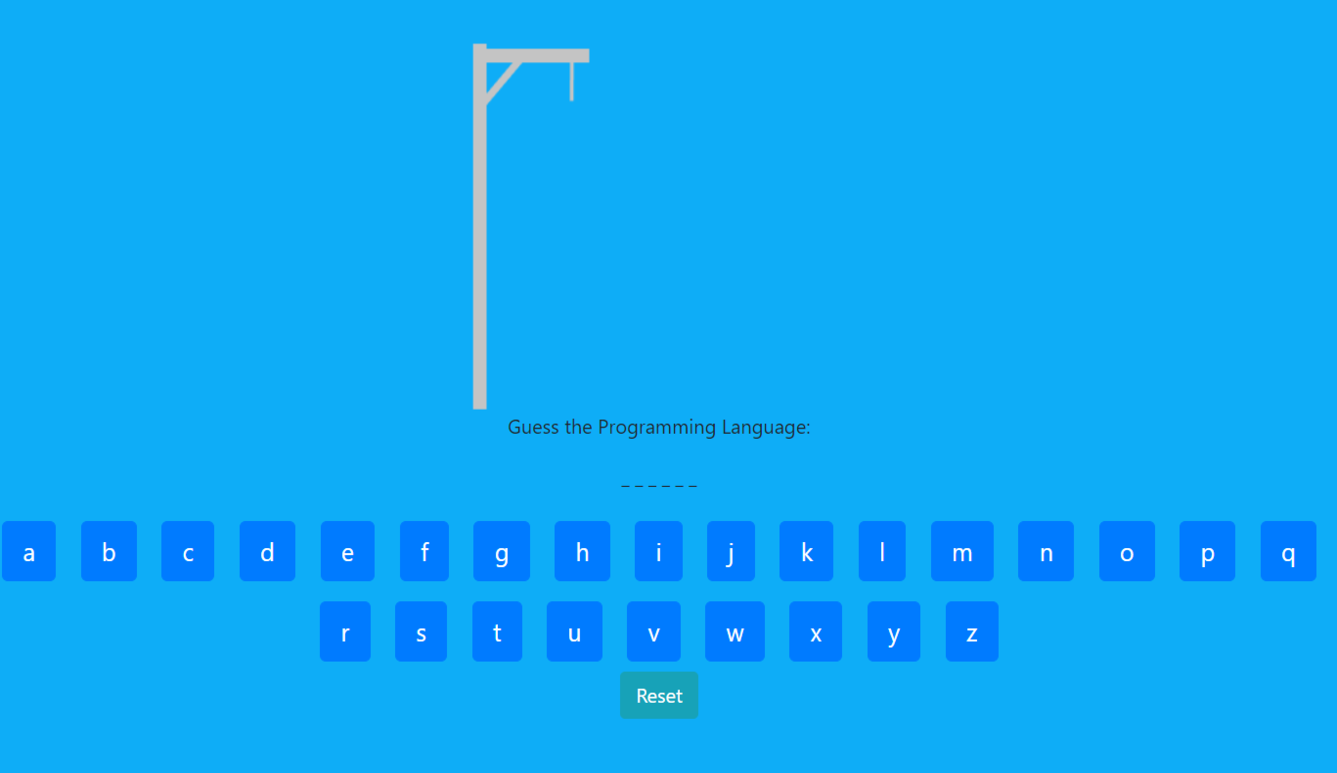 Guess the Programming Language:
_ _ _ _ _ _
a b c d e f g h i j k l m n o p q
r s t u v w x y z
Reset